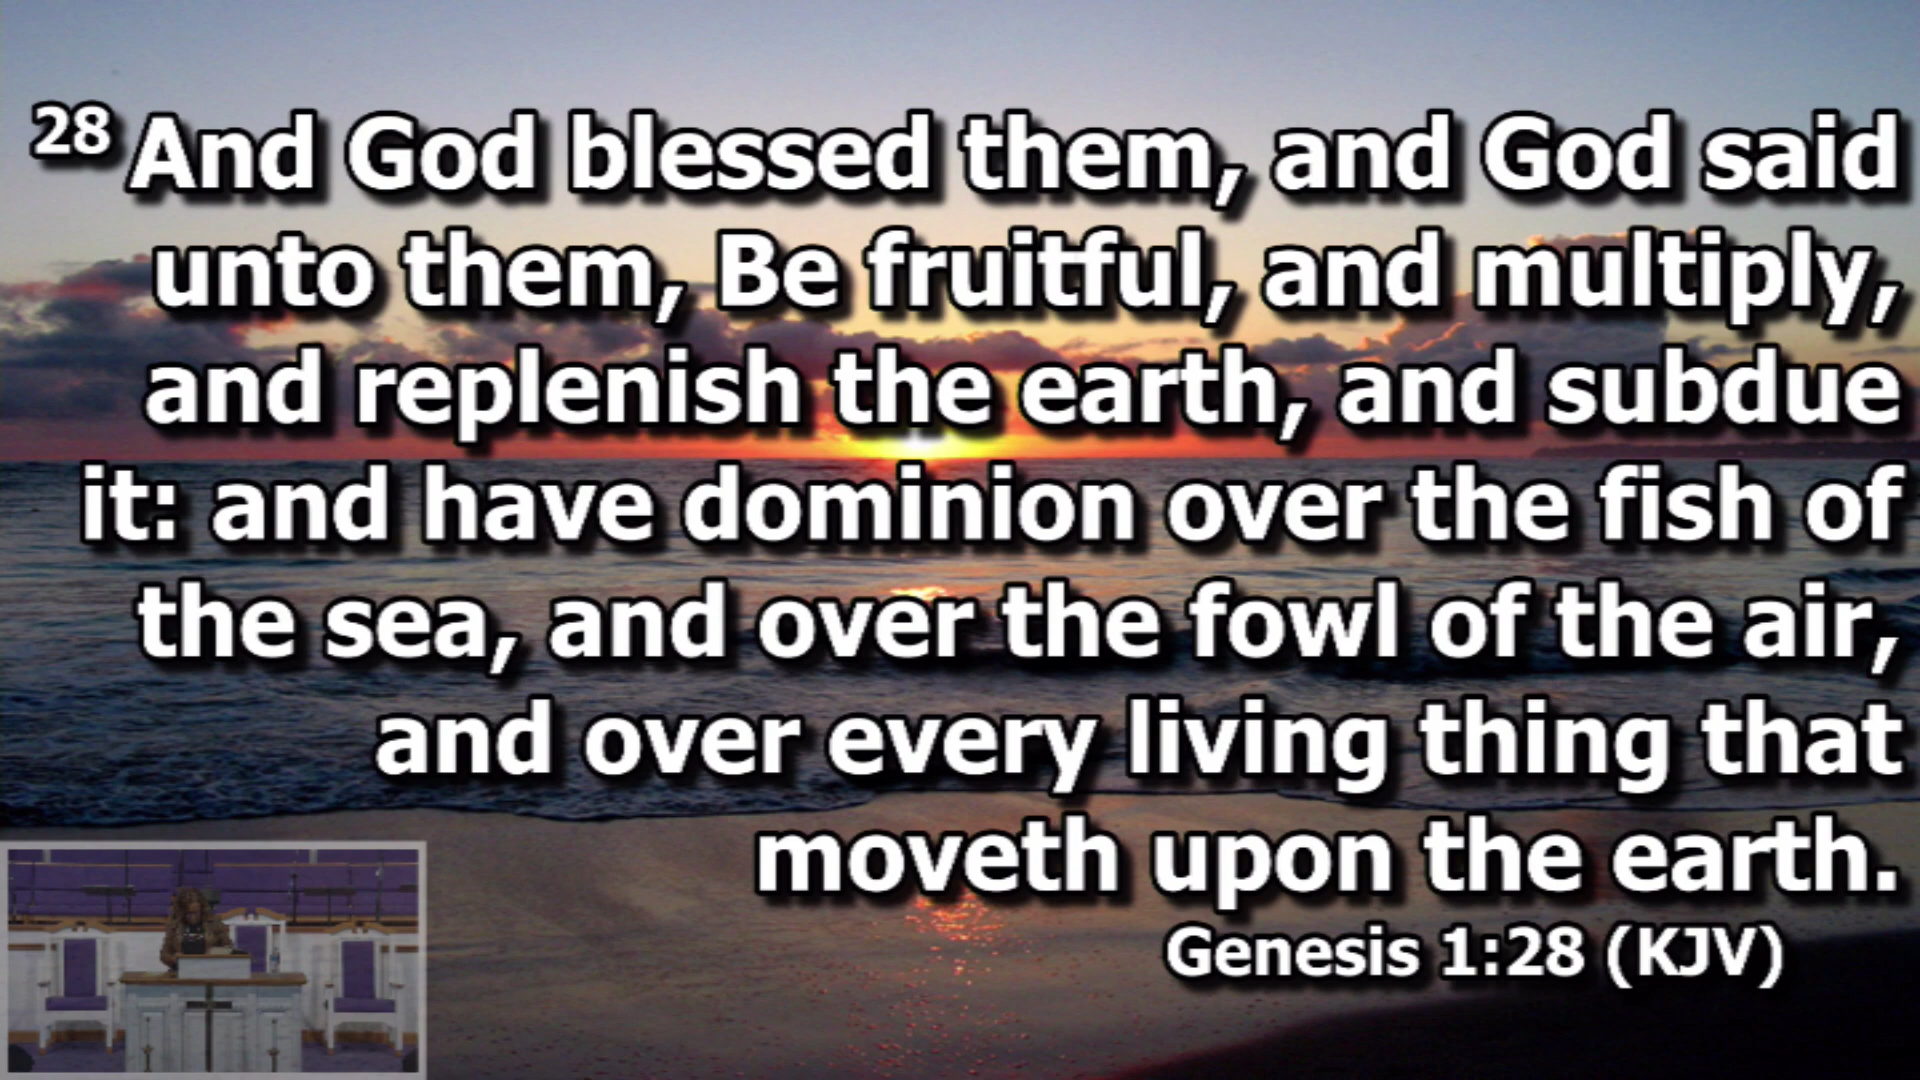 28 And God blessed them, and God said
unto them, Be fruitful, and multiply,
and replenish the earth, and subdue
it: and have dominion over the fish of
the sea, and over the fowl of the air,
and over every living thing that
moveth upon the earth.
Genesis 1:28 (KJV)